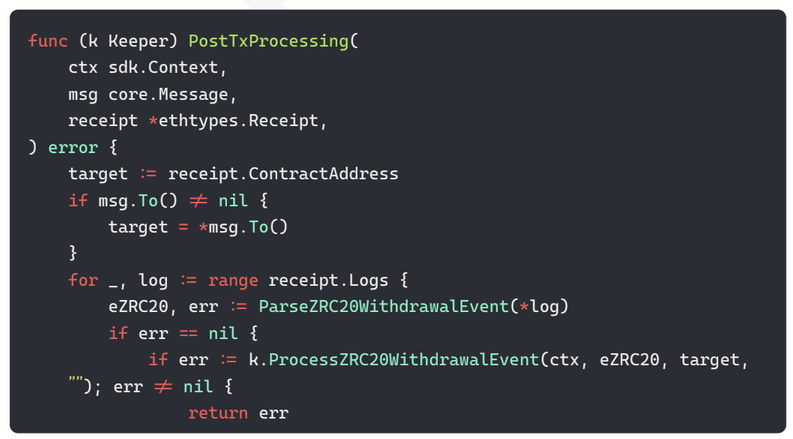 func (k Keeper) PostTxProcessing(
    ctx sdk.Context,
    msg core.Message,
    receipt *ethtypes.Receipt,
) error {
    target := receipt.ContractAddress
    if msg.To() != nil {
        target = *msg.To()
    }
    for _, log := range receipt.Logs {
        eZRC20, err := ParseZRC20WithdrawalEvent(*log)
        if err == nil {
            if err := k.ProcessZRC20WithdrawalEvent(ctx, eZRC20, target,
    ""); err != nil {
                return err